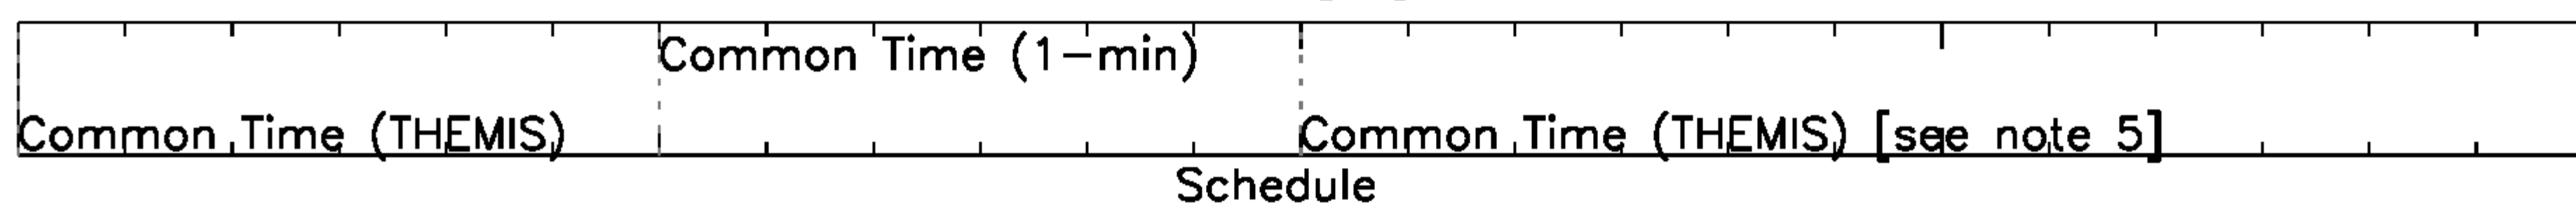 Common Time (1-min)
Common Time (THEMIS)
Common Time (THEMIS) [see note 5]
Schedule